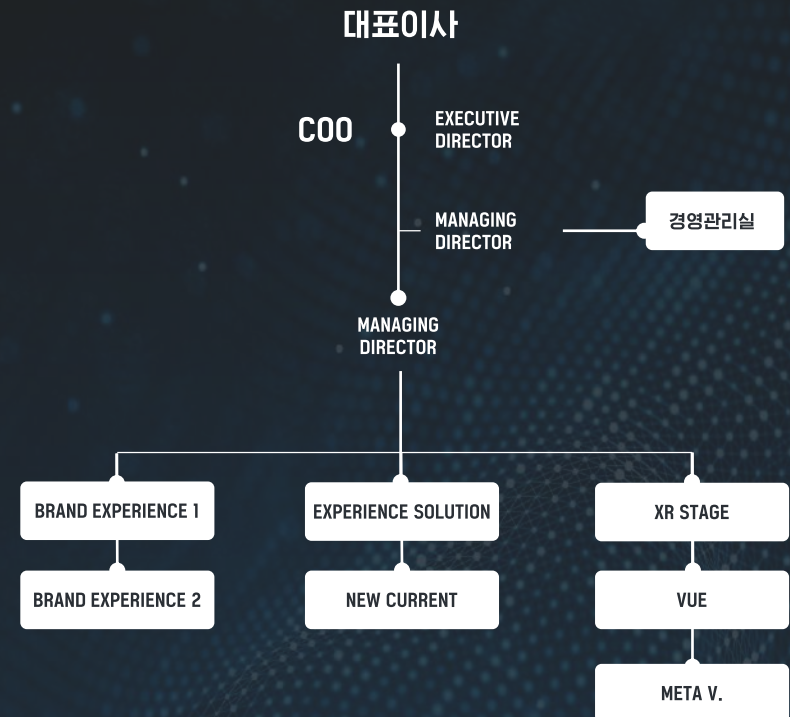 대표이사
COO
EXECUTIVE
DIRECTOR
MANAGING
DIRECTOR
경영관리실
MANAGING
DIRECTOR
BRAND EXPERIENCE 1
EXPERIENCE SOLUTION
XR STAGE
BRAND EXPERIENCE 2
NEW CURRENT
VUE
META V.